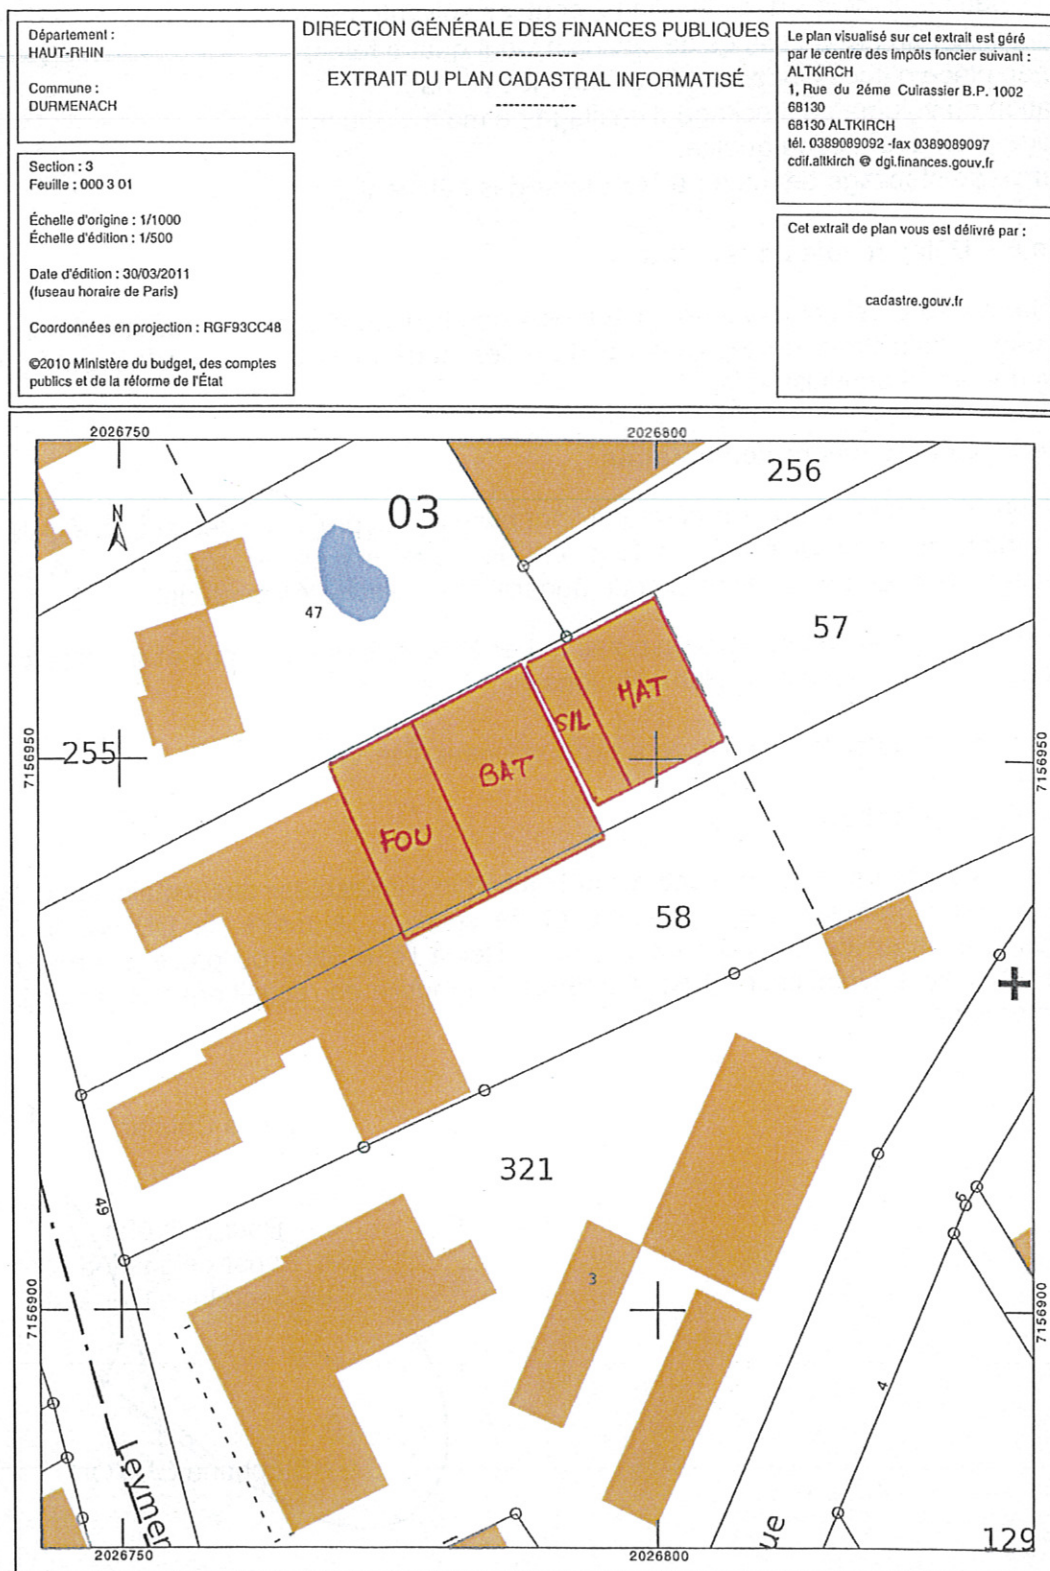 Département :
HAUT-RHIN
Commune :
DURMENACH
Section : 3
Feuille : 000 3 01
Échelle d'origine : 1/1000
Échelle d'édition : 1/500
Date d'édition : 30/03/2011
(fuseau horaire de Paris)
Coordonnées en projection : RGF93CC48
©2010 Ministère du budget, des comptes
publics et de la réforme de l'État
DIRECTION GÉNÉRALE DES FINANCES PUBLIQUES
-----------
EXTRAIT DU PLAN CADASTRAL INFORMATISÉ
-----------
Le plan visualisé sur cet extrait est géré
par le centre des impôts foncier suivant :
ALTKIRCH
1, Rue du 2éme Cuirassier B.P. 1002
68130
68130 ALTKIRCH
tél. 0389089092 -fax 0389089097
cdif.altkirch @ dgi.finances.gouv.fr
Cet extrait de plan vous est délivré par :
cadastre.gouv.fr
2026750
2026800
256
03
N
47
57
MAT
SIL
7156950
255
7156950
BAT
FOU
58
321
49
6
3
7156900
7156900
4
Leymen
ue
129
2026750
2026800